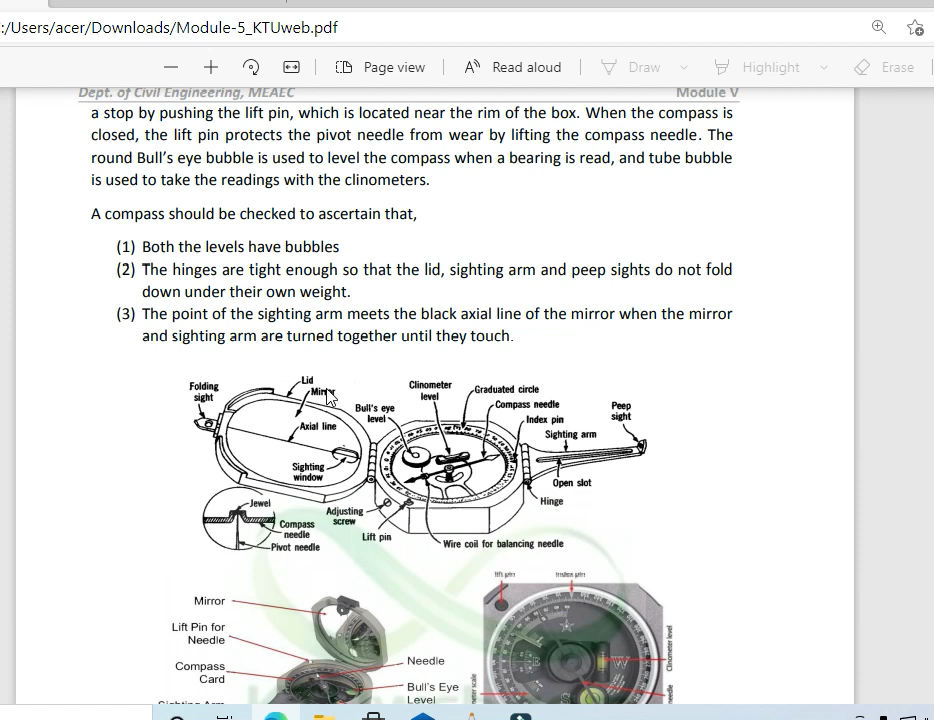 :/Users/acer/Downloads/Module-5_KTUweb.pdf
Page view
Read aloud
Draw
Highlight
Erase
Dept. of Civil Engineering, MEAEC
Module V
a stop by pushing the lift pin, which is located near the rim of the box. When the compass is
closed, the lift pin protects the pivot needle from wear by lifting the compass needle. The
round Bull's eye bubble is used to level the compass when a bearing is read, and tube bubble
is used to take the readings with the clinometers.
A compass should be checked to ascertain that,
(1) Both the levels have bubbles
(2) The hinges are tight enough so that the lid, sighting arm and peep sights do not fold
down under their own weight.
(3) The point of the sighting arm meets the black axial line of the mirror when the mirror
and sighting arm are turned together until they touch.
Folding
sight
Lid
Mirror
Axial line
Sighting
window
Bull's eye
level
Clinometer
level
Graduated circle
Compass needle
Index pin
Sighting arm
Peep
sight
Open slot
Hinge
Jewel
Compass
needle
Pivot needle
Adjusting
screw
Lift pin
Wire coil for balancing needle
Mirror
Lift Pin for
Needle
Compass
Card
Needle
Bull's Eye
Level
lift pin
index pin
Clinometer level